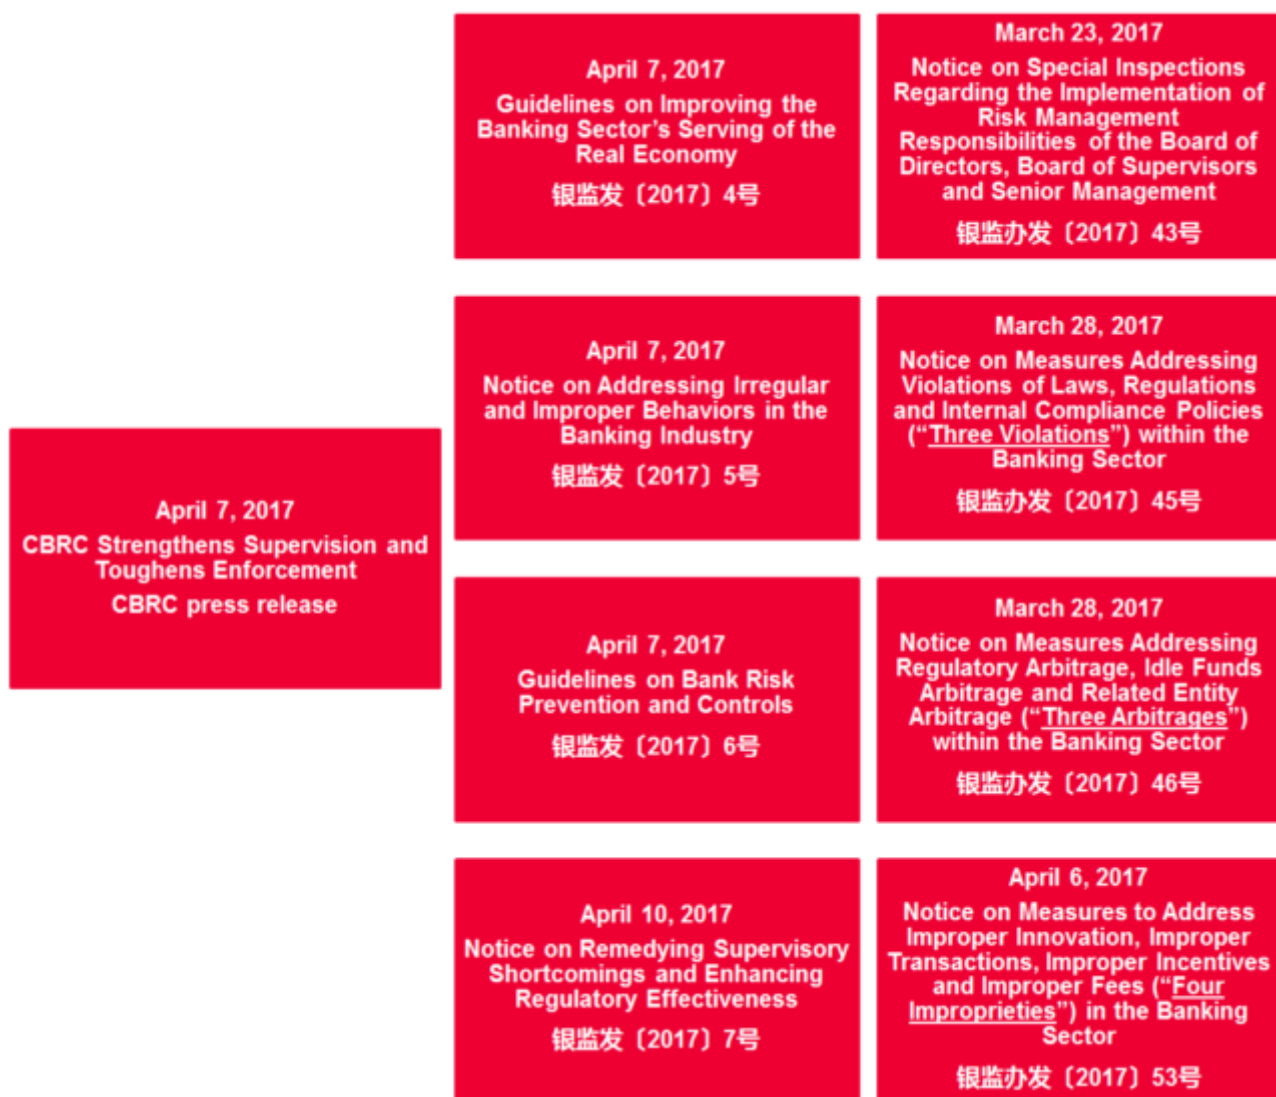 April 7, 2017
CBRC Strengthens Supervision and
Toughens Enforcement
CBRC press release
April 7, 2017
Guidelines on Improving the
Banking Sector's Serving of the
Real Economy
银监发〔2017〕4号
April 7, 2017
Notice on Addressing Irregular
and Improper Behaviors in the
Banking Industry
银监发〔2017〕5号
April 7, 2017
Guidelines on Bank Risk
Prevention and Controls
银监发〔2017〕6号
April 10, 2017
Notice on Remedying Supervisory
Shortcomings and Enhancing
Regulatory Effectiveness
银监发〔2017〕7号
March 23, 2017
Notice on Special Inspections
Regarding the Implementation of
Risk Management
Responsibilities of the Board of
Directors, Board of Supervisors
and Senior Management
银监办发〔2017〕43号
March 28, 2017
Notice on Measures Addressing
Violations of Laws, Regulations
and Internal Compliance Policies
(“Three Violations”) within the
Banking Sector
银监办发〔2017〕45号
March 28, 2017
Notice on Measures Addressing
Regulatory Arbitrage, Idle Funds
Arbitrage and Related Entity
Arbitrage (“Three Arbitrages”)
within the Banking Sector
银监办发〔2017〕46号
April 6, 2017
Notice on Measures to Address
Improper Innovation, Improper
Transactions, Improper Incentives
and Improper Fees (“Four
Improprieties”) in the Banking
Sector
银监办发〔2017〕53号